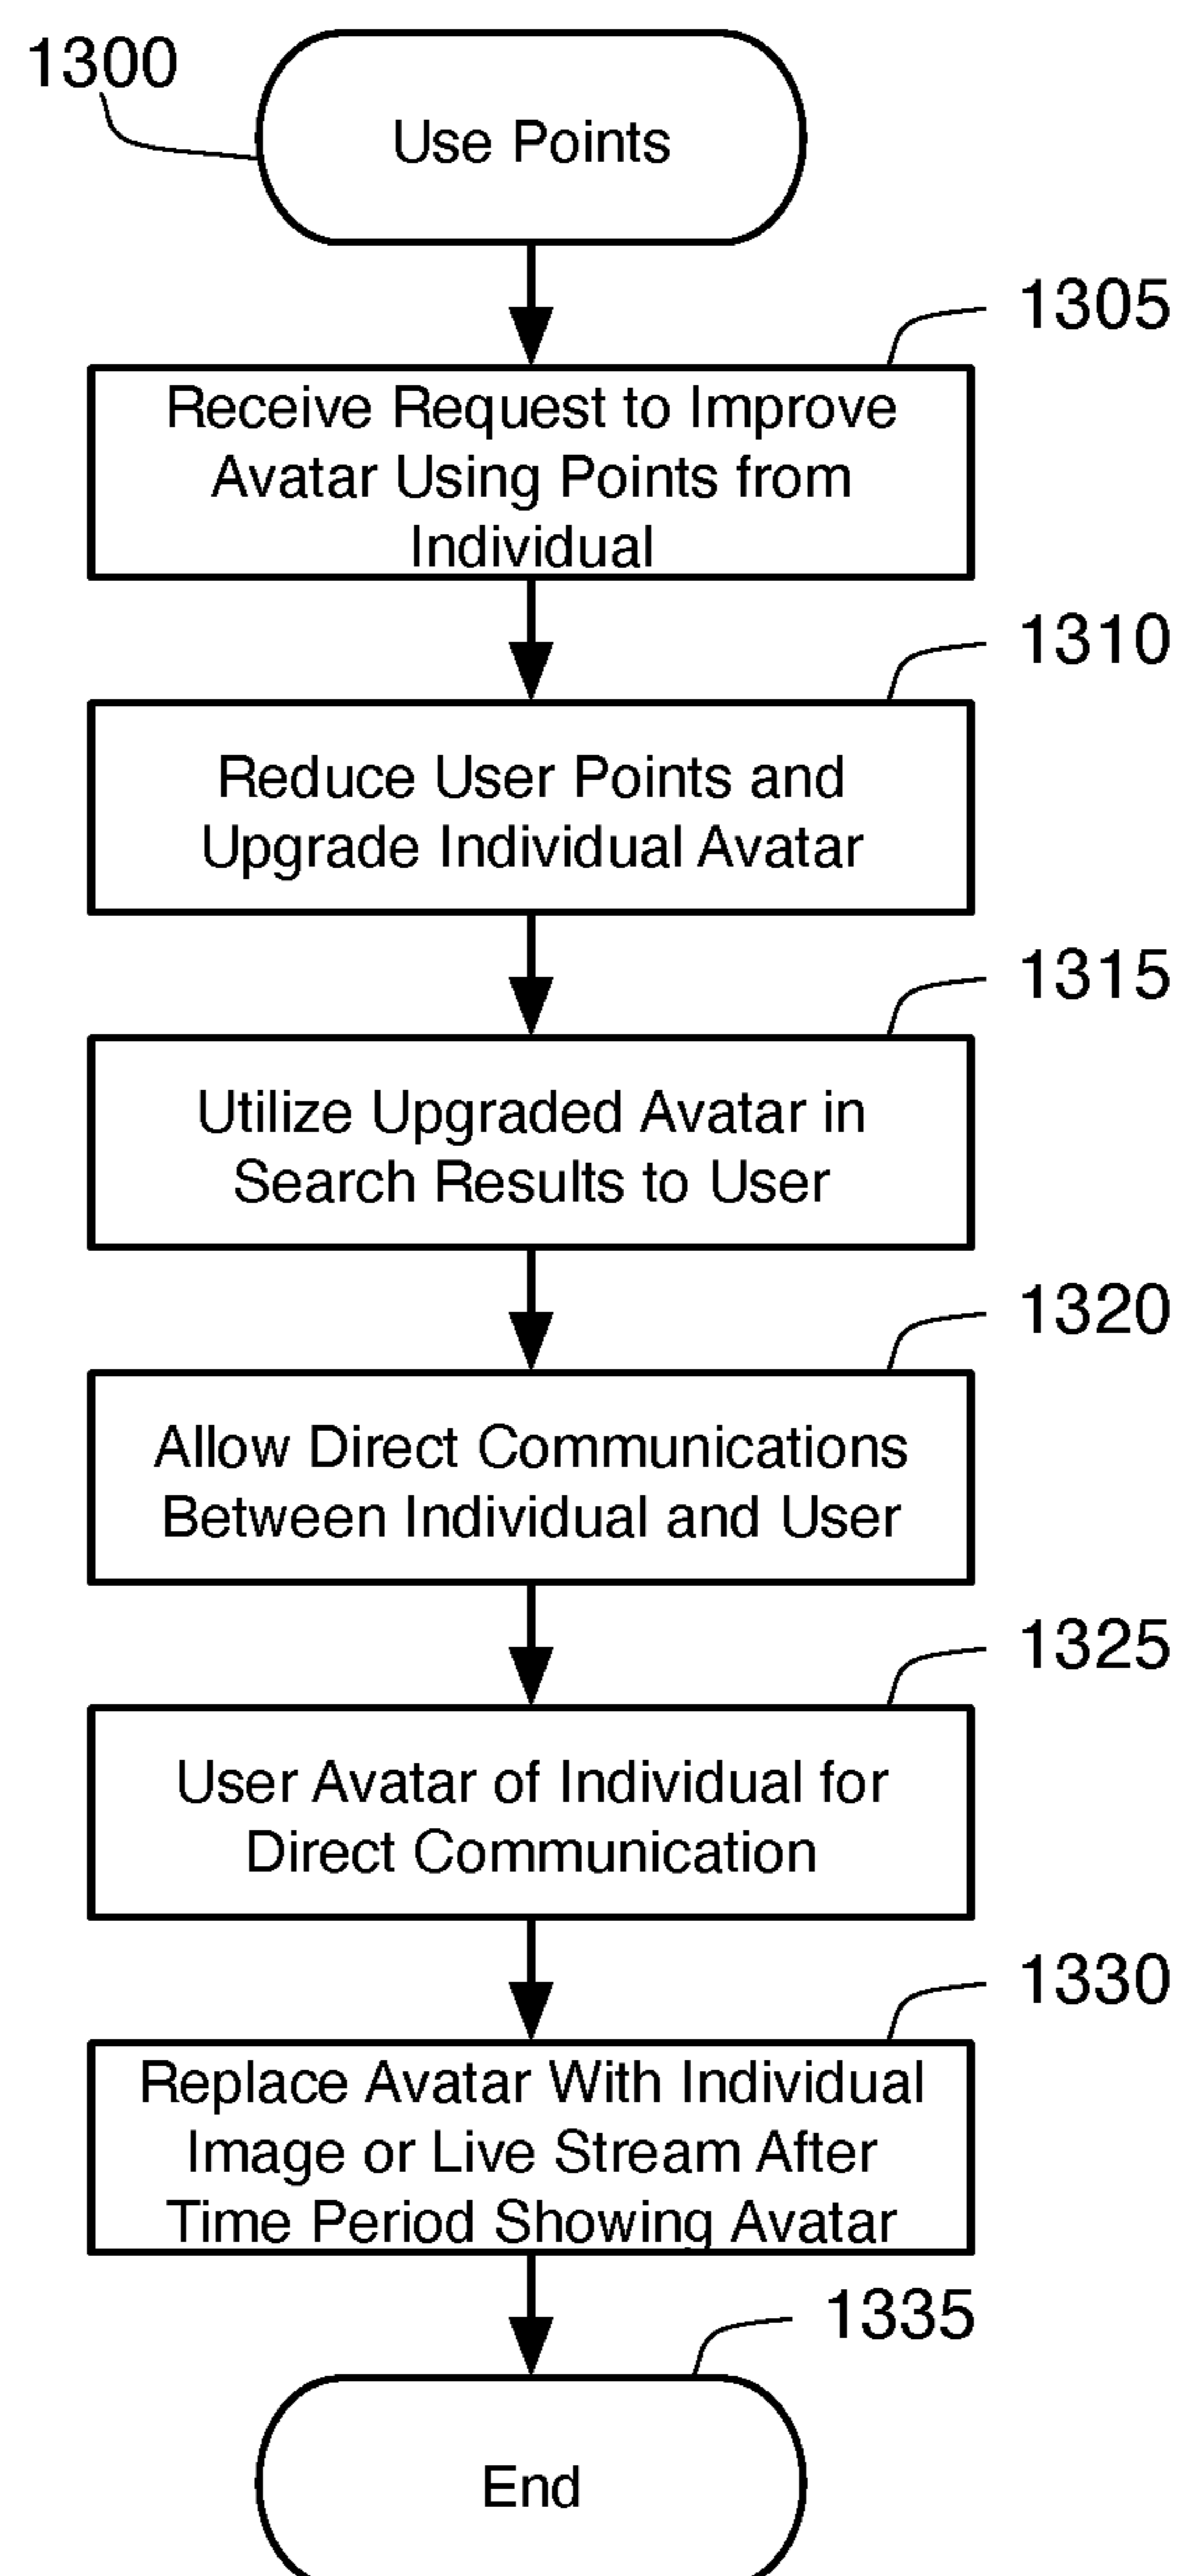 1300
Use Points
1305
Receive Request to Improve
Avatar Using Points from
Individual
1310
Reduce User Points and
Upgrade Individual Avatar
1315
Utilize Upgraded Avatar in
Search Results to User
1320
Allow Direct Communications
Between Individual and User
1325
User Avatar of Individual for
Direct Communication
1330
Replace Avatar With Individual
Image or Live Stream After
Time Period Showing Avatar
1335
End